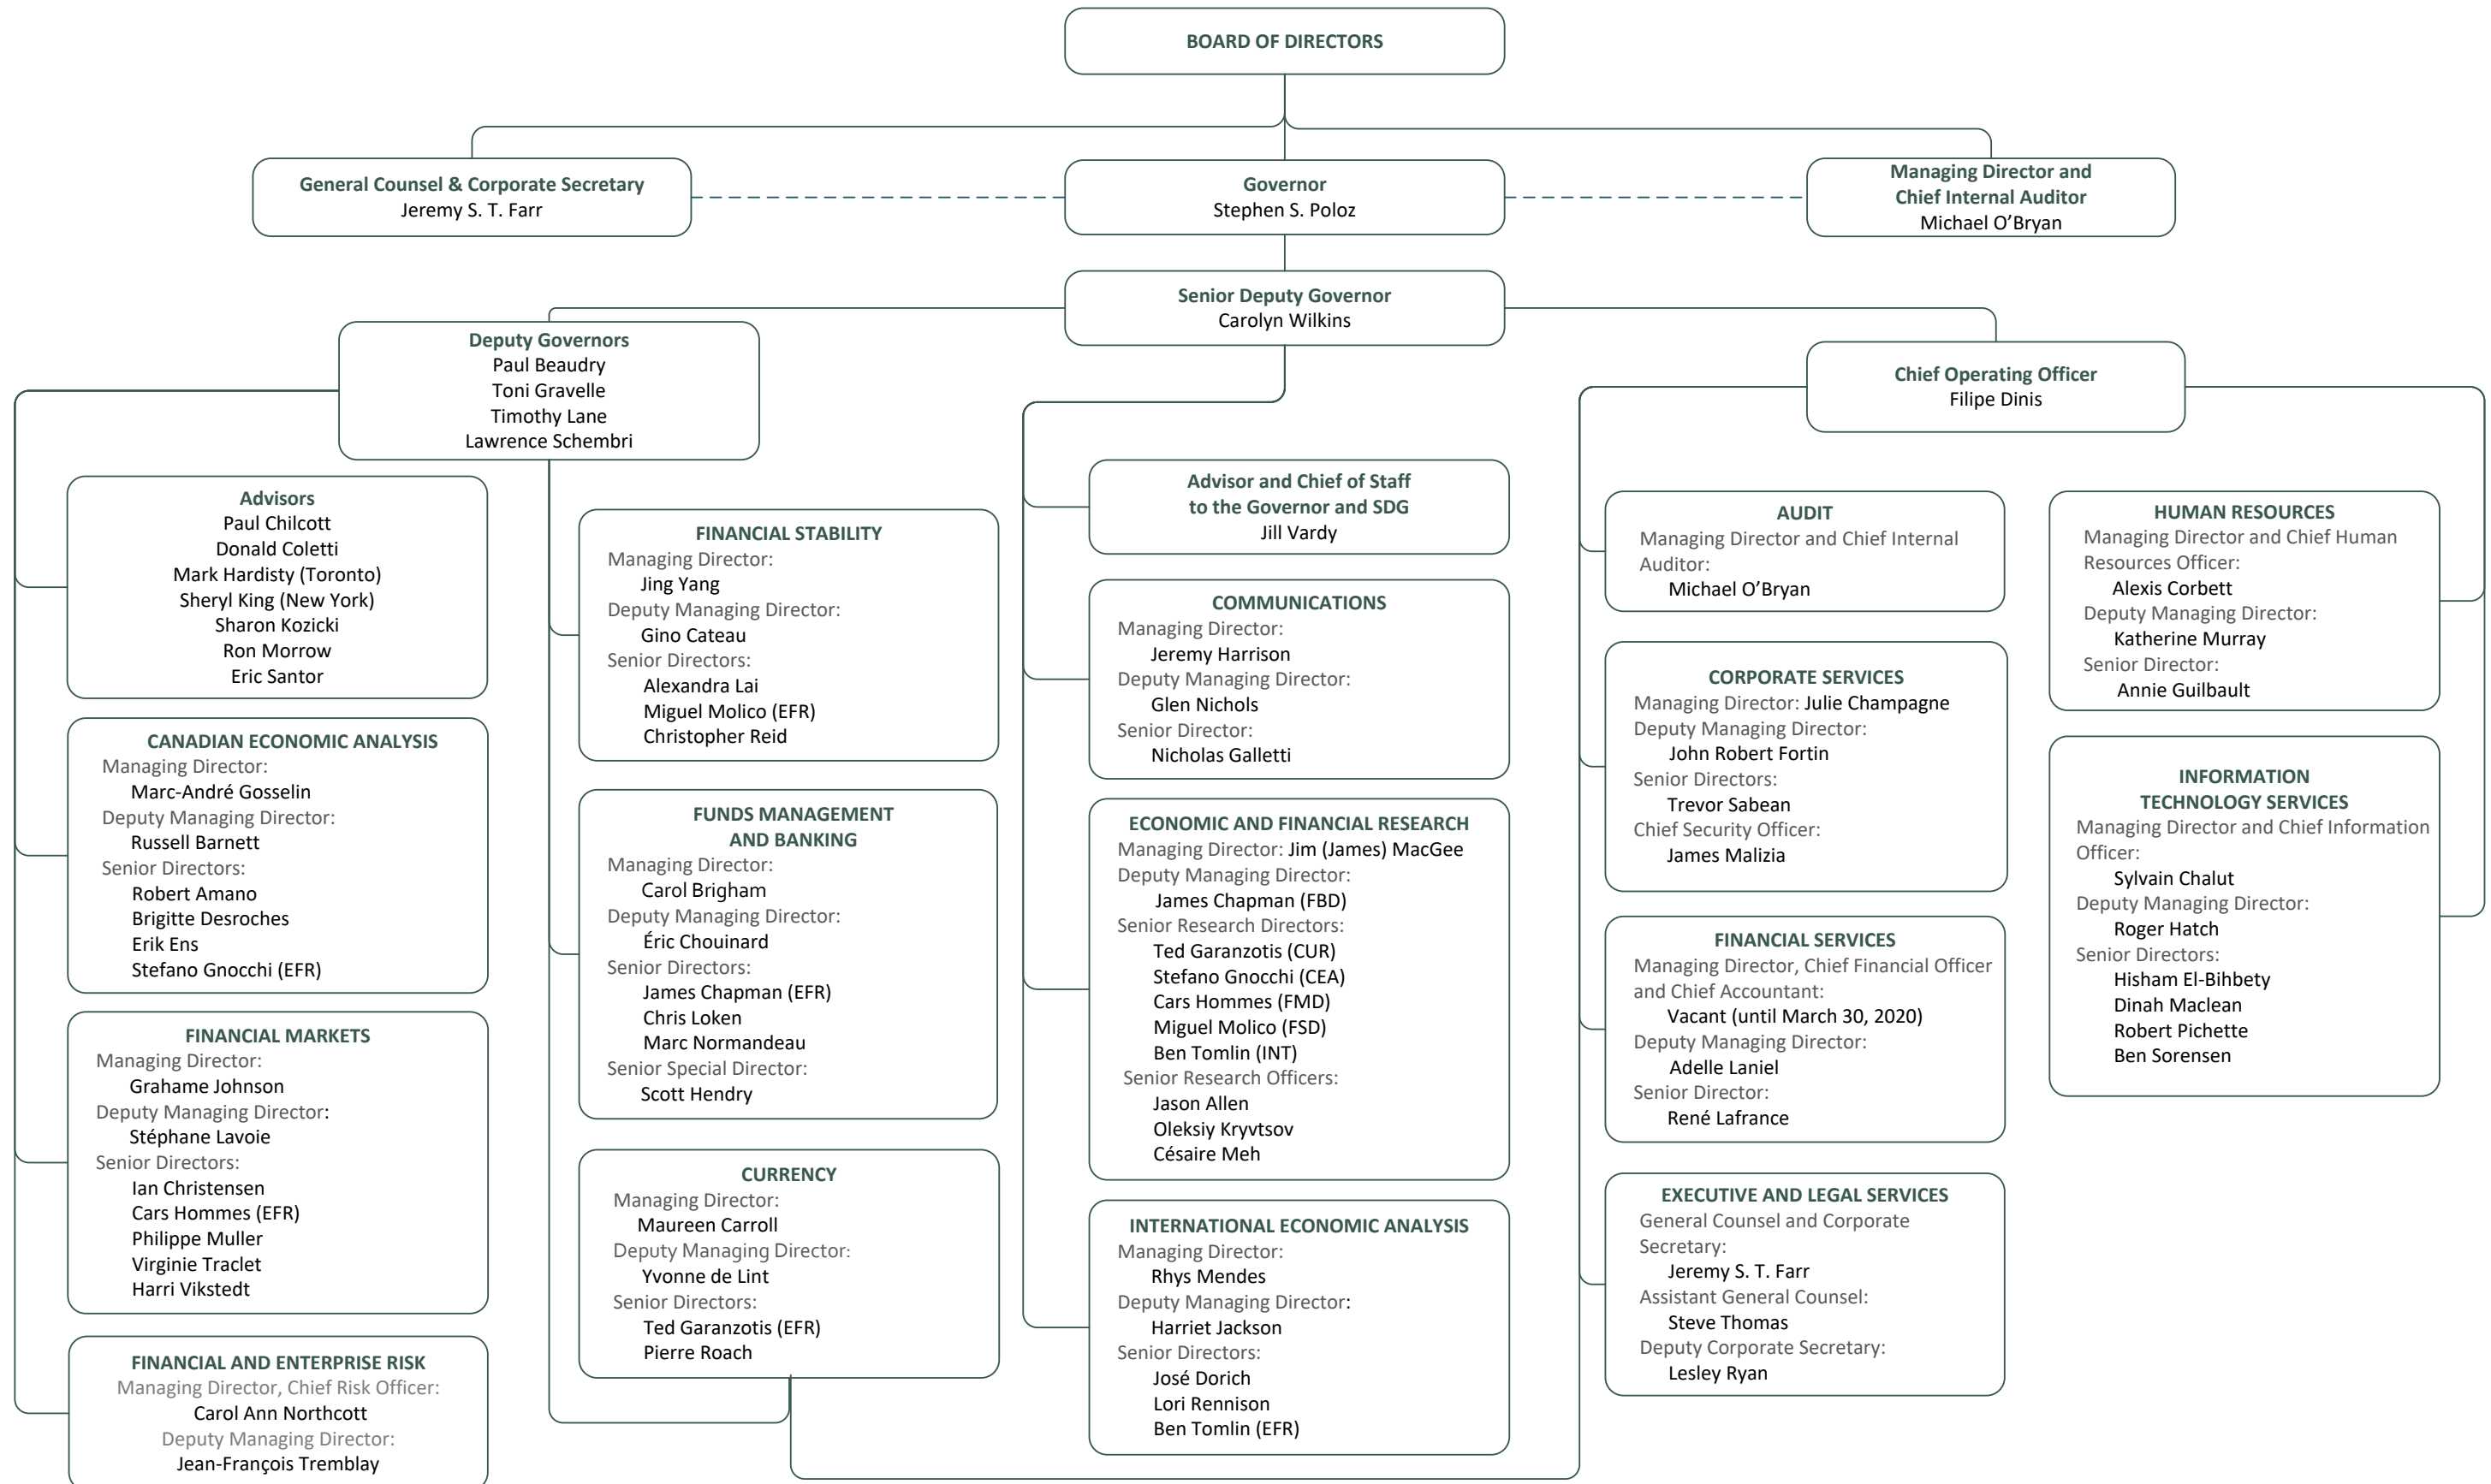 BOARD OF DIRECTORS
General Counsel & Corporate Secretary
Jeremy S. T. Farr
Governor
Stephen S. Poloz
Managing Director and
Chief Internal Auditor
Michael O’Bryan
Senior Deputy Governor
Carolyn Wilkins
Deputy Governors
Paul Beaudry
Toni Gravelle
Timothy Lane
Lawrence Schembri
Chief Operating Officer
Filipe Dinis
Advisors
Paul Chilcott
Donald Coletti
Mark Hardisty (Toronto)
Sheryl King (New York)
Sharon Kozicki
Ron Morrow
Eric Santor
CANADIAN ECONOMIC ANALYSIS
Managing Director:
Marc-André Gosselin
Deputy Managing Director:
Russell Barnett
Senior Directors:
Robert Amano
Brigitte Desroches
Erik Ens
Stefano Gnocchi (EFR)
FINANCIAL MARKETS
Managing Director:
Grahame Johnson
Deputy Managing Director:
Stéphane Lavoie
Senior Directors:
Ian Christensen
Cars Hommes (EFR)
Philippe Muller
Virginie Traclet
Harri Vikstedt
FINANCIAL AND ENTERPRISE RISK
Managing Director, Chief Risk Officer:
Carol Ann Northcott
Deputy Managing Director:
Jean-François Tremblay
FINANCIAL STABILITY
Managing Director:
Jing Yang
Deputy Managing Director:
Gino Cateau
Senior Directors:
Alexandra Lai
Miguel Molico (EFR)
Christopher Reid
FUNDS MANAGEMENT
AND BANKING
Managing Director:
Carol Brigham
Deputy Managing Director:
Éric Chouinard
Senior Directors:
James Chapman (EFR)
Chris Loken
Marc Normandeau
Senior Special Director:
Scott Hendry
CURRENCY
Managing Director:
Maureen Carroll
Deputy Managing Director:
Yvonne de Lint
Senior Directors:
Ted Garanzotis (EFR)
Pierre Roach
Advisor and Chief of Staff
to the Governor and SDG
Jill Vardy
COMMUNICATIONS
Managing Director:
Jeremy Harrison
Deputy Managing Director:
Glen Nichols
Senior Director:
Nicholas Galletti
ECONOMIC AND FINANCIAL RESEARCH
Managing Director: Jim (James) MacGee
Deputy Managing Director:
James Chapman (FBD)
Senior Research Directors:
Ted Garanzotis (CUR)
Stefano Gnocchi (CEA)
Cars Hommes (FMD)
Miguel Molico (FSD)
Ben Tomlin (INT)
Senior Research Officers:
Jason Allen
Oleksiy Kryvtsov
Césaire Meh
INTERNATIONAL ECONOMIC ANALYSIS
Managing Director:
Rhys Mendes
Deputy Managing Director:
Harriet Jackson
Senior Directors:
José Dorich
Lori Rennison
Ben Tomlin (EFR)
AUDIT
Managing Director and Chief Internal
Auditor:
Michael O’Bryan
CORPORATE SERVICES
Managing Director: Julie Champagne
Deputy Managing Director:
John Robert Fortin
Senior Directors:
Trevor Sabean
Chief Security Officer:
James Malizia
FINANCIAL SERVICES
Managing Director, Chief Financial Officer
and Chief Accountant:
Vacant (until March 30, 2020)
Deputy Managing Director:
Adelle Laniel
Senior Director:
René Lafrance
EXECUTIVE AND LEGAL SERVICES
General Counsel and Corporate
Secretary:
Jeremy S. T. Farr
Assistant General Counsel:
Steve Thomas
Deputy Corporate Secretary:
Lesley Ryan
HUMAN RESOURCES
Managing Director and Chief Human
Resources Officer:
Alexis Corbett
Deputy Managing Director:
Katherine Murray
Senior Director:
Annie Guilbault
INFORMATION
TECHNOLOGY SERVICES
Managing Director and Chief Information
Officer:
Sylvain Chalut
Deputy Managing Director:
Roger Hatch
Senior Directors:
Hisham El-Bihbety
Dinah Maclean
Robert Pichette
Ben Sorensen